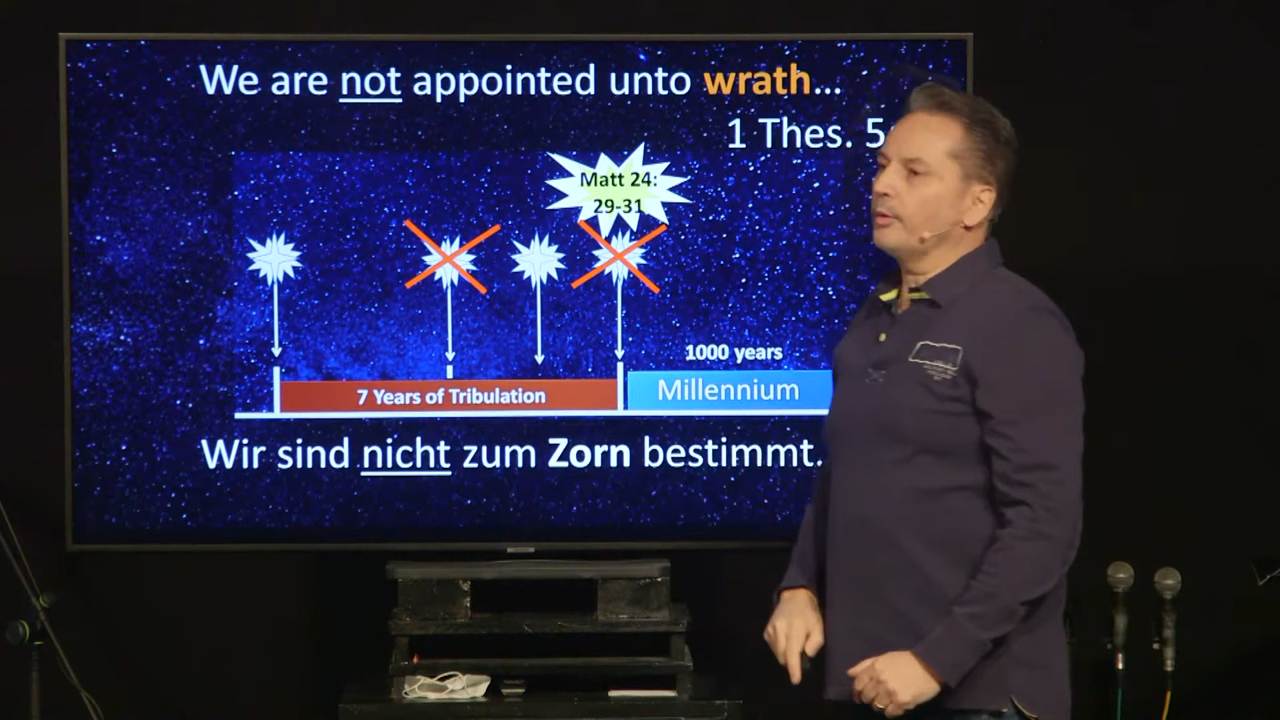 We are not appointed unto wrath...
1 Thes. 5
Matt 24:
29-31
1000 years
7 Years of Tribulation
Millennium
Wir sind nicht zum Zorn bestimmt.